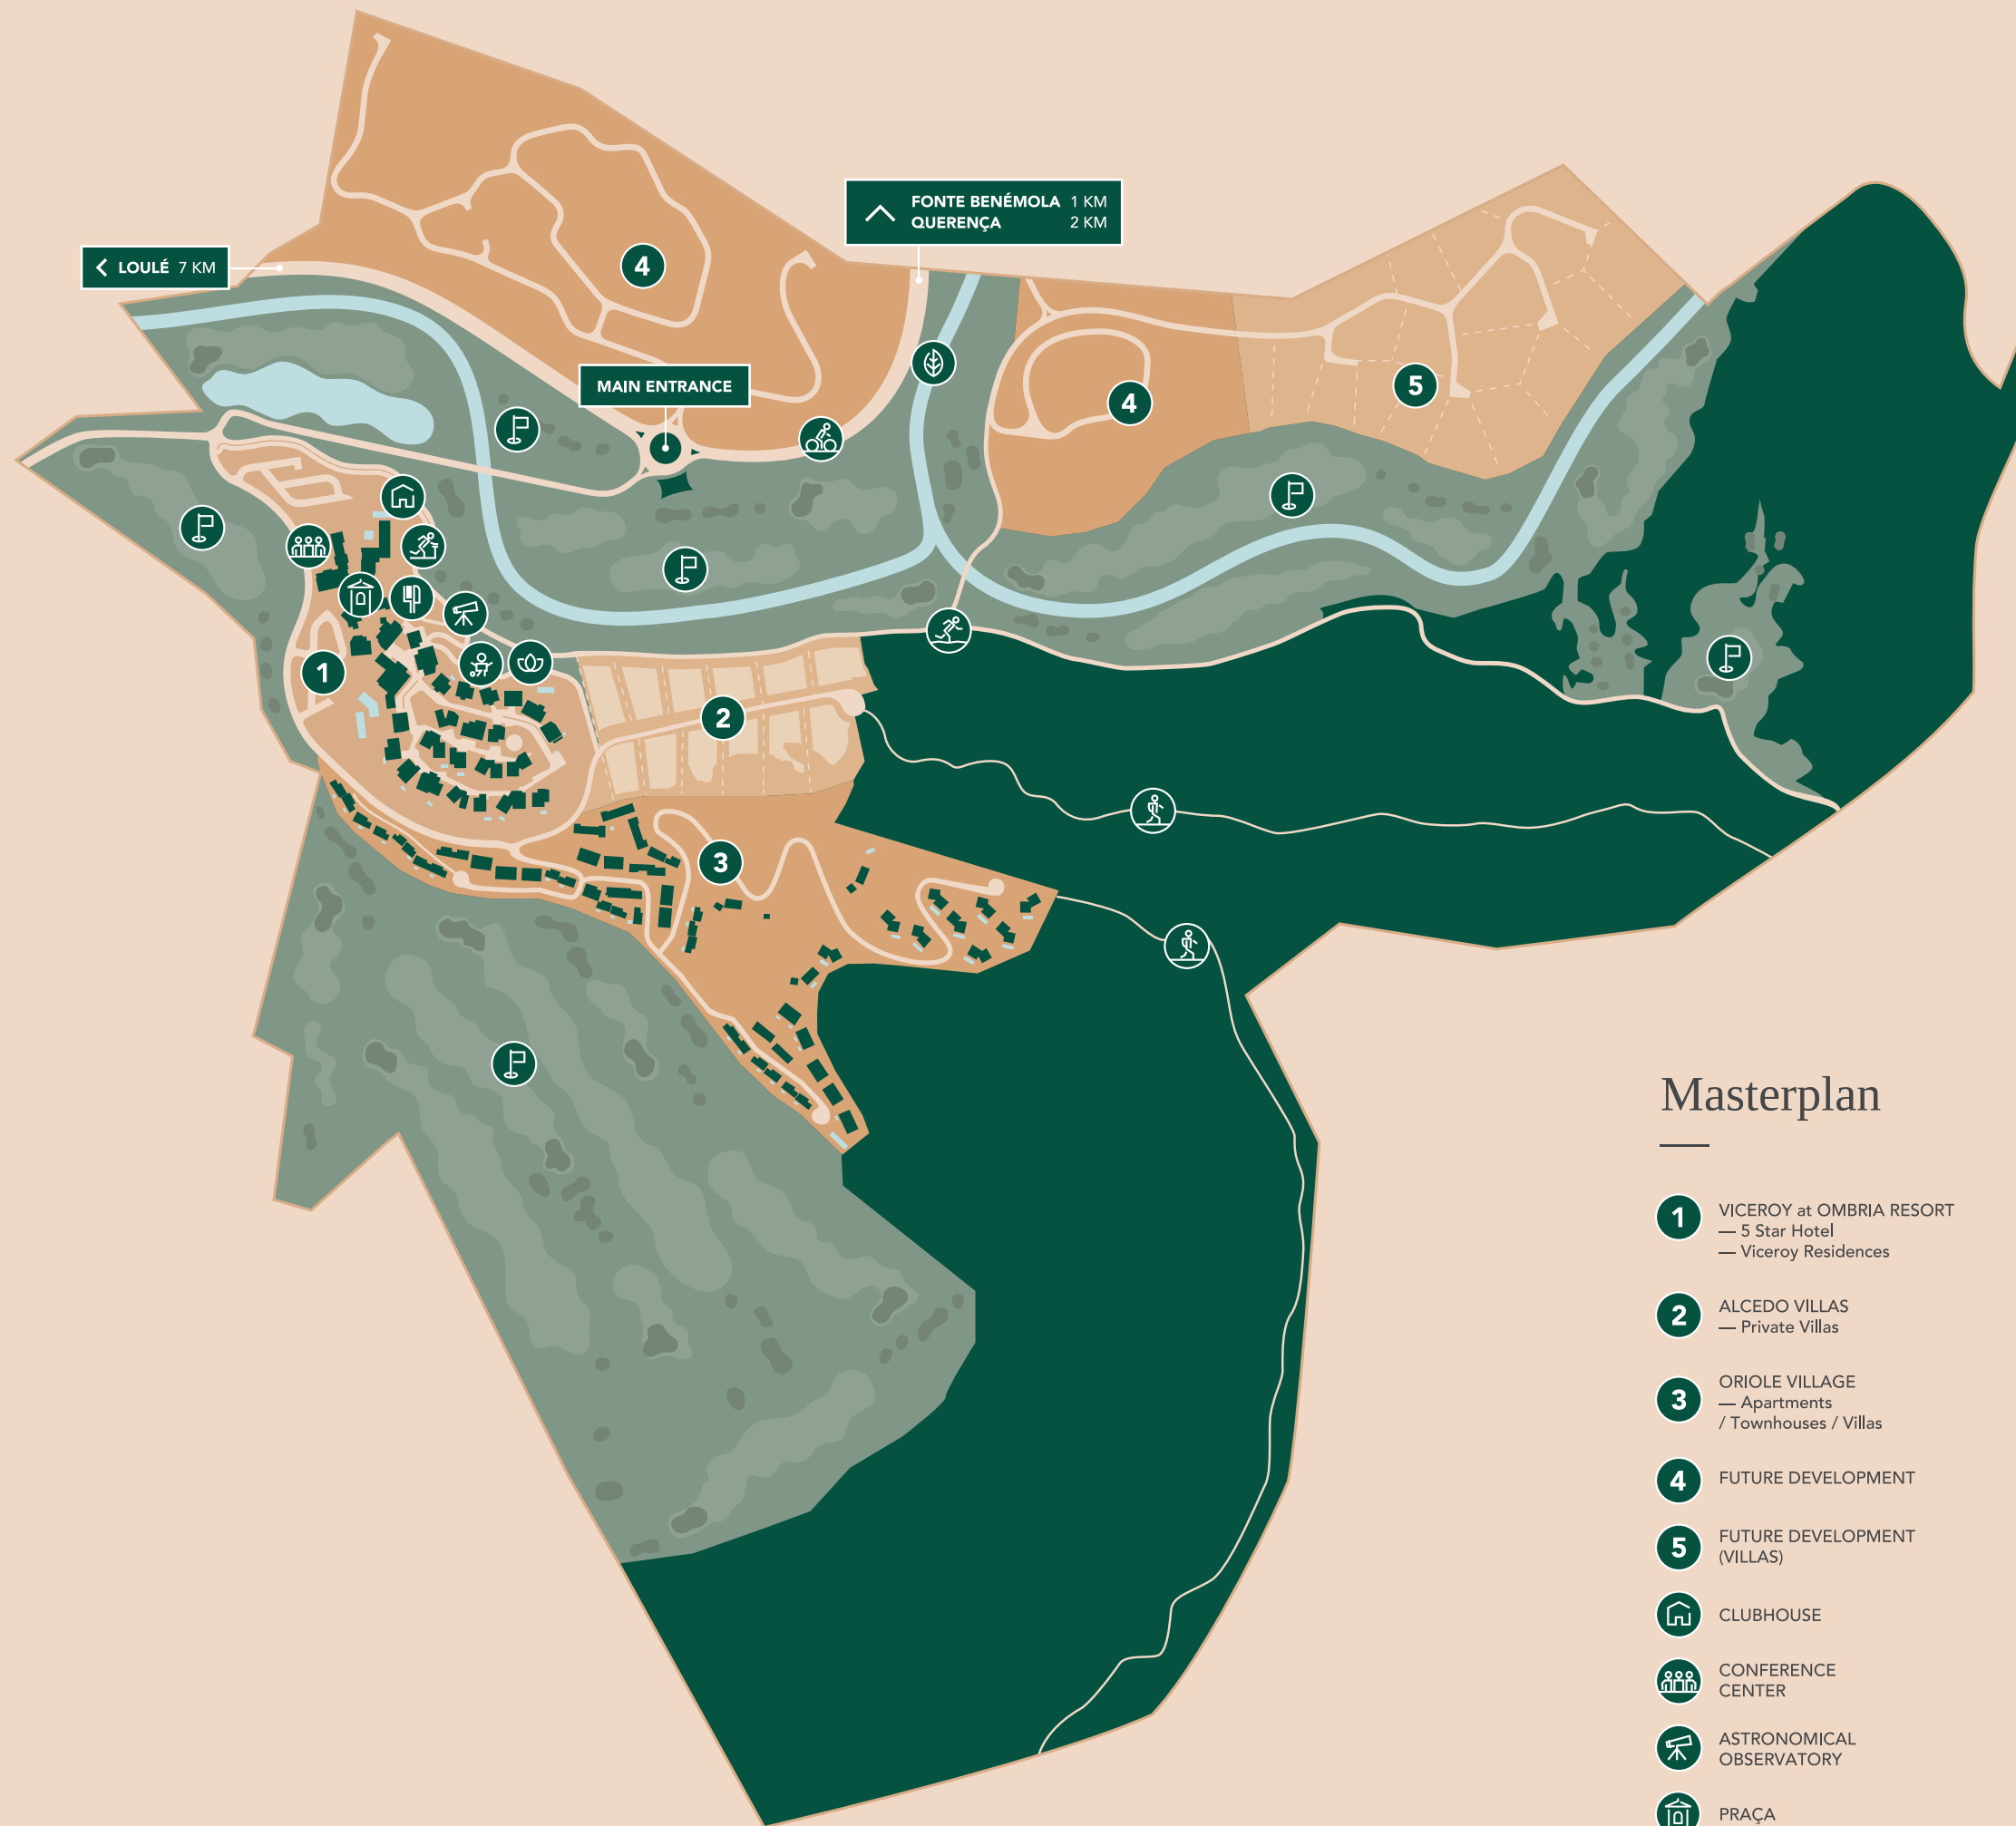 FONTE BENÉMOLA 1 KM
QUERENÇA 2 KM
LOULÉ 7 KM
4
MAIN ENTRANCE
5
4
1
2
3
Masterplan
1 VICEROY at OMBRIA RESORT
— 5 Star Hotel
— Viceroy Residences
2 ALCEDO VILLAS
— Private Villas
3 ORIOLE VILLAGE
— Apartments
/ Townhouses / Villas
4 FUTURE DEVELOPMENT
5 FUTURE DEVELOPMENT
(VILLAS)
CLUBHOUSE
CONFERENCE
CENTER
ASTRONOMICAL
OBSERVATORY
PRAÇA